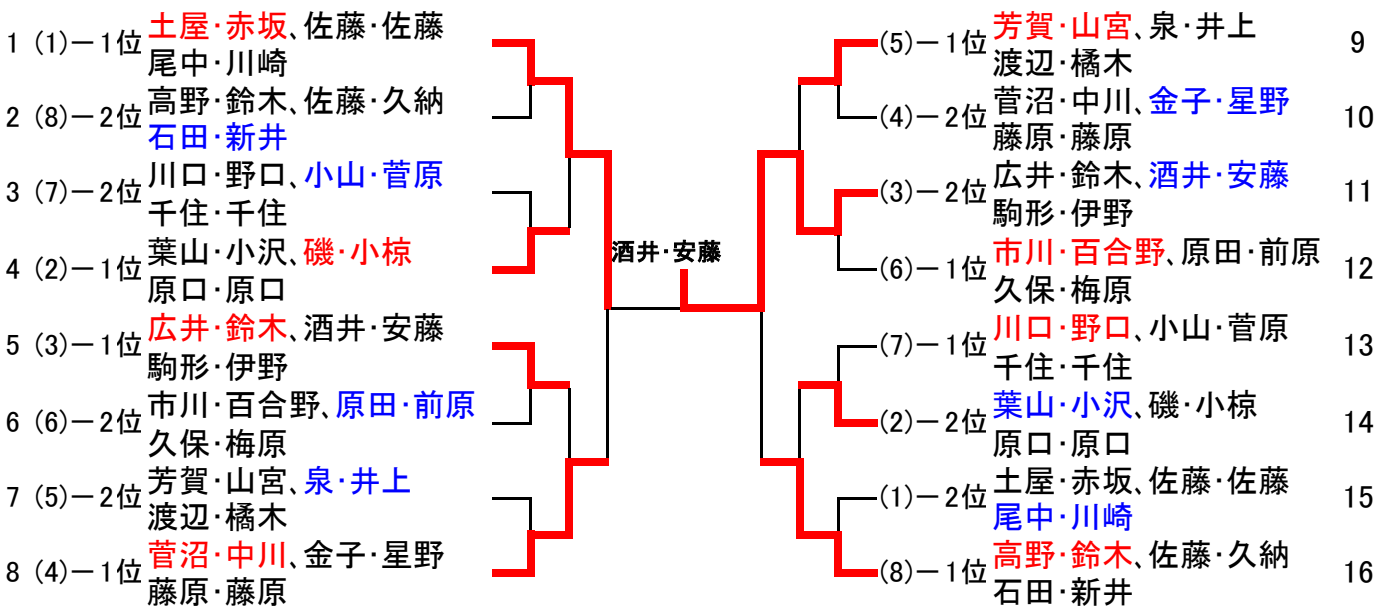 1 (1)－1位 土屋・赤坂、佐藤・佐藤
尾中・川崎
2 (8)－2位 高野・鈴木、佐藤・久納
石田・新井
3 (7)－2位 川口・野口、小山・菅原
千住・千住
4 (2)－1位 葉山・小沢、磯・小椋
原口・原口
5 (3)－1位 広井・鈴木、酒井・安藤
駒形・伊野
6 (6)－2位 市川・百合野、原田・前原
久保・梅原
7 (5)－2位 芳賀・山宮、泉・井上
渡辺・橘木
8 (4)－1位 菅沼・中川、金子・星野
藤原・藤原
酒井・安藤
(5)－1位 芳賀・山宮、泉・井上 9
渡辺・橘木
(4)－2位 菅沼・中川、金子・星野 10
藤原・藤原
(3)－2位 広井・鈴木、酒井・安藤 11
駒形・伊野
(6)－1位 市川・百合野、原田・前原 12
久保・梅原
(7)－1位 川口・野口、小山・菅原 13
千住・千住
(2)－2位 葉山・小沢、磯・小椋 14
原口・原口
(1)－2位 土屋・赤坂、佐藤・佐藤 15
尾中・川崎
(8)－1位 高野・鈴木、佐藤・久納 16
石田・新井